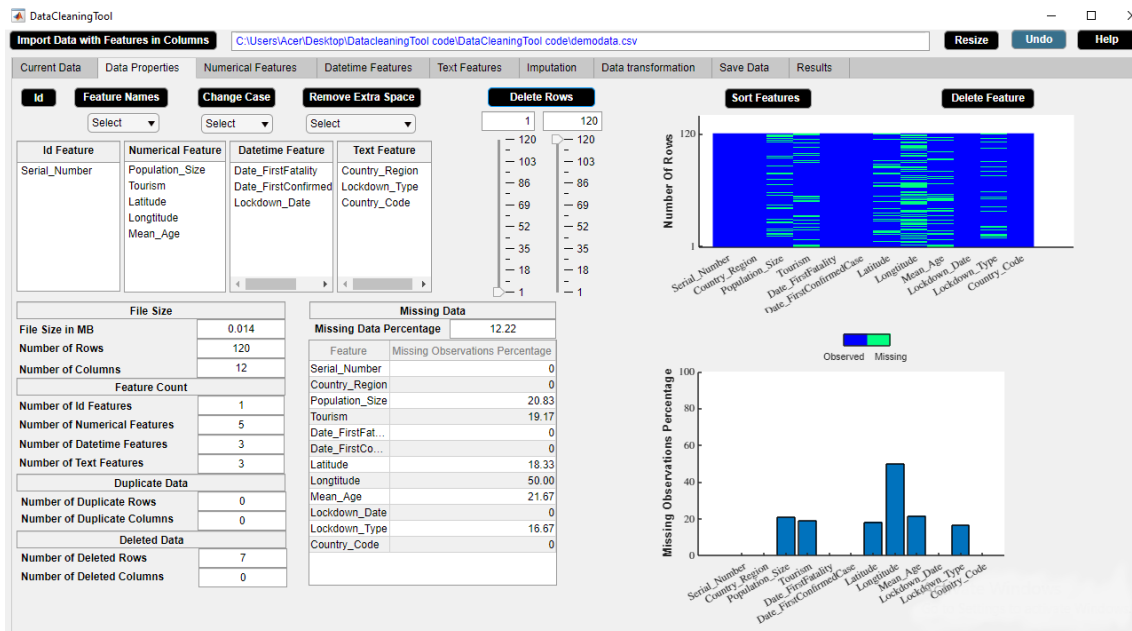 DataCleaningTool
Import Data with Features in Columns C:\Users\Acer\Desktop\DatacleaningTool code\DataCleaningTool code\demodata.csv Resize Undo Help
Current Data Data Properties Numerical Features Datetime Features Text Features Imputation Data transformation Save Data Results
Id Feature Names Change Case Remove Extra Space Delete Rows Sort Features Delete Feature
Select Select Select 1 120
Id Feature Numerical Feature Datetime Feature Text Feature
Serial_Number Population_Size Date_FirstFatality Country_Region
Tourism Date_FirstConfirmed Lockdown_Type
Latitude Lockdown_Date Country_Code
Longtitude
Mean_Age
120 120
103 103
86 86
69 69
52 52
35 35
18 18
1 1
Number Of Rows
120
1
Serial_Number Country_Region Population_Size Tourism Date_FirstFatality Date_FirstConfirmedCase Latitude Longtitude Mean_Age Lockdown_Date Lockdown_Type Country_Code
Observed Missing
File Size
File Size in MB 0.014
Number of Rows 120
Number of Columns 12
Feature Count
Number of Id Features 1
Number of Numerical Features 5
Number of Datetime Features 3
Number of Text Features 3
Duplicate Data
Number of Duplicate Rows 0
Number of Duplicate Columns 0
Deleted Data
Number of Deleted Rows 7
Number of Deleted Columns 0
Missing Data
Missing Data Percentage 12.22
Feature Missing Observations Percentage
Serial_Number 0
Country_Region 0
Population_Size 20.83
Tourism 19.17
Date_FirstFat... 0
Date_FirstCo... 0
Latitude 18.33
Longtitude 50.00
Mean_Age 21.67
Lockdown_Date 0
Lockdown_Type 16.67
Country_Code 0
Missing Observations Percentage
100
80
60
40
20
0
Serial_Number Country_Region Population_Size Tourism Date_FirstFatality Date_FirstConfirmedCase Latitude Longtitude Mean_Age Lockdown_Date Lockdown_Type Country_Code